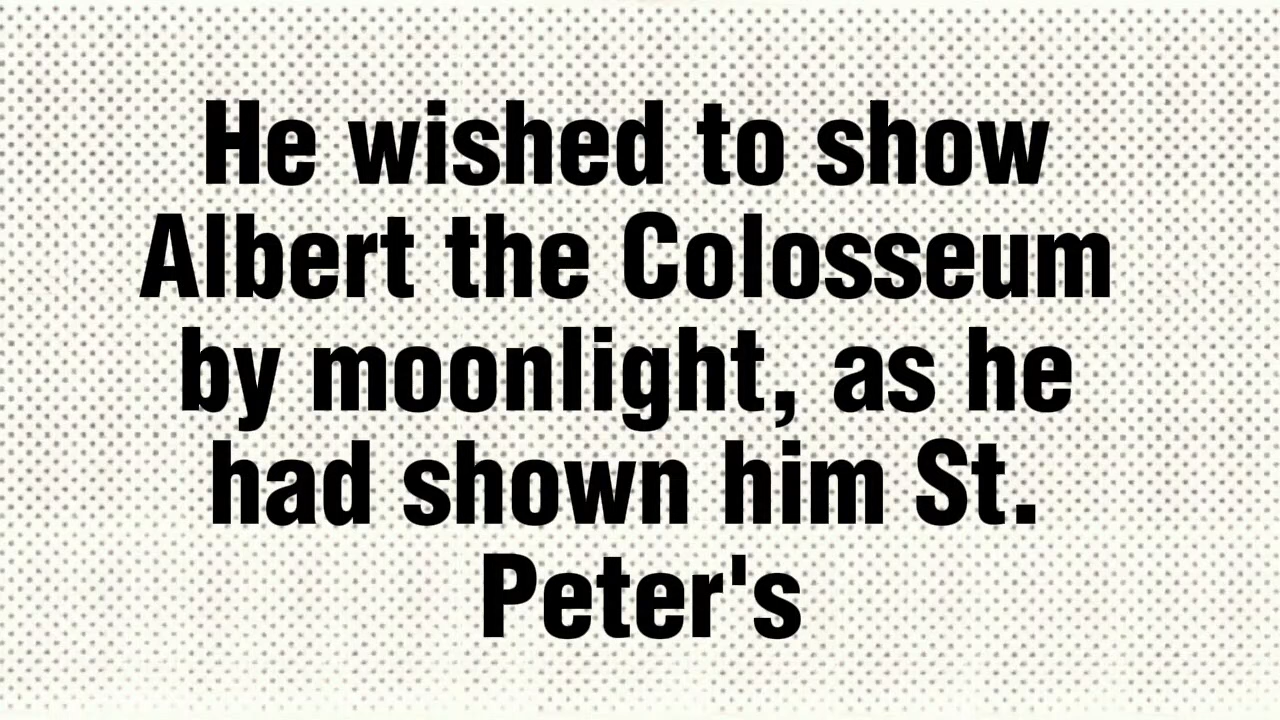 He wished to show
Albert the Colosseum
by moonlight, as he
had shown him St.
Peter's